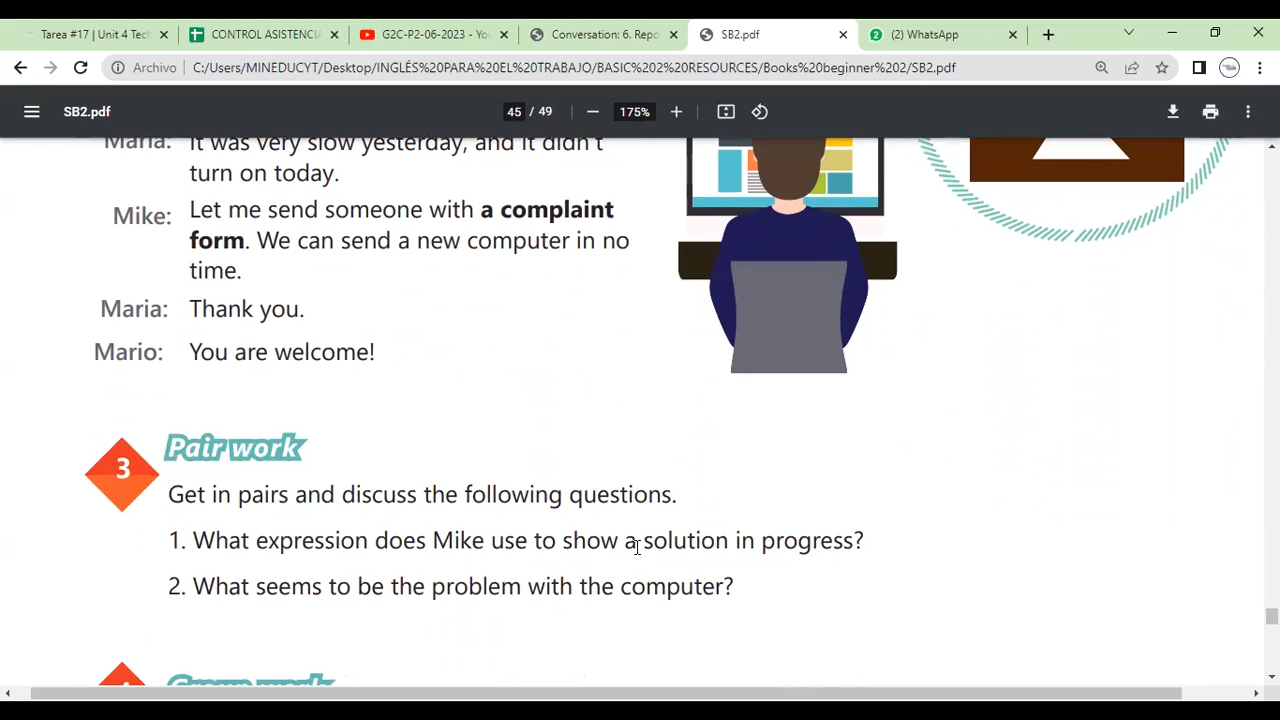 Tarea #17 | Unit 4 Tech
CONTROL ASISTENCIA
G2C-P2-06-2023 - You
Conversation: 6. Repo
SB2.pdf
(2) WhatsApp
Archivo
C:/Users/MINEDUCYT/Desktop/INGLÉS%20PARA%20EL%20TRABAJO/BASIC%202%20RESOURCES/Books%20beginner%202/SB2.pdf
SB2.pdf
45 / 49
175%
Maria: It was very slow yesterday, and it didn't
turn on today.
Mike: Let me send someone with a complaint
form. We can send a new computer in no
time.
Maria: Thank you.
Mario: You are welcome!
3
Pair work
Get in pairs and discuss the following questions.
1. What expression does Mike use to show a solution in progress?
2. What seems to be the problem with the computer?
Group work